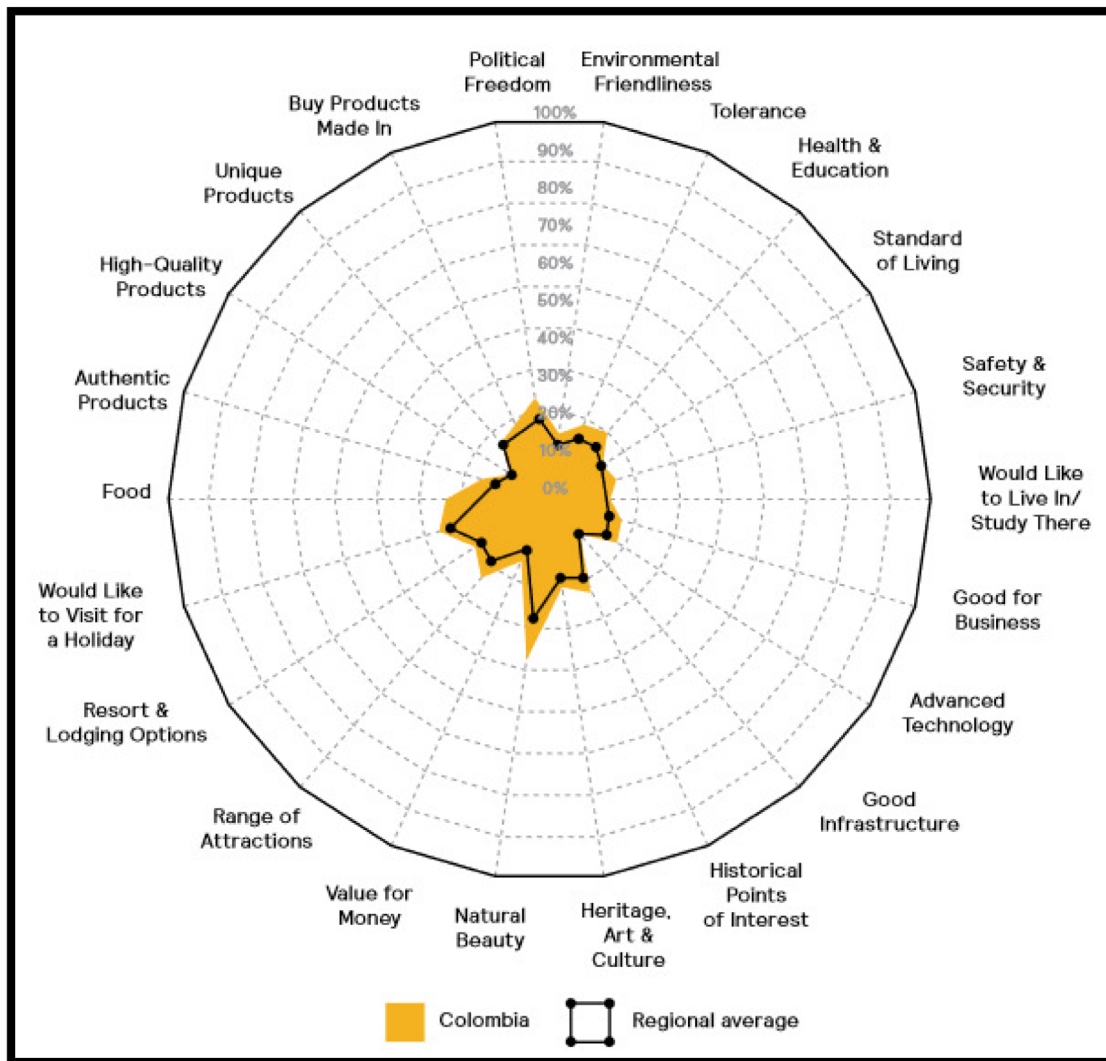 Political
Freedom
Environmental
Friendliness
Tolerance
Health &
Education
Standard
of Living
Safety &
Security
Would Like
to Live In/
Study There
Good for
Business
Advanced
Technology
Good
Infrastructure
Historical
Points
of Interest
Heritage,
Art &
Culture
Natural
Beauty
Value for
Money
Range of
Attractions
Resort &
Lodging Options
Would Like
to Visit for
a Holiday
Food
Authentic
Products
High-Quality
Products
Unique
Products
Buy Products
Made In
100%
90%
80%
70%
60%
50%
40%
30%
20%
10%
0%
Colombia
Regional average